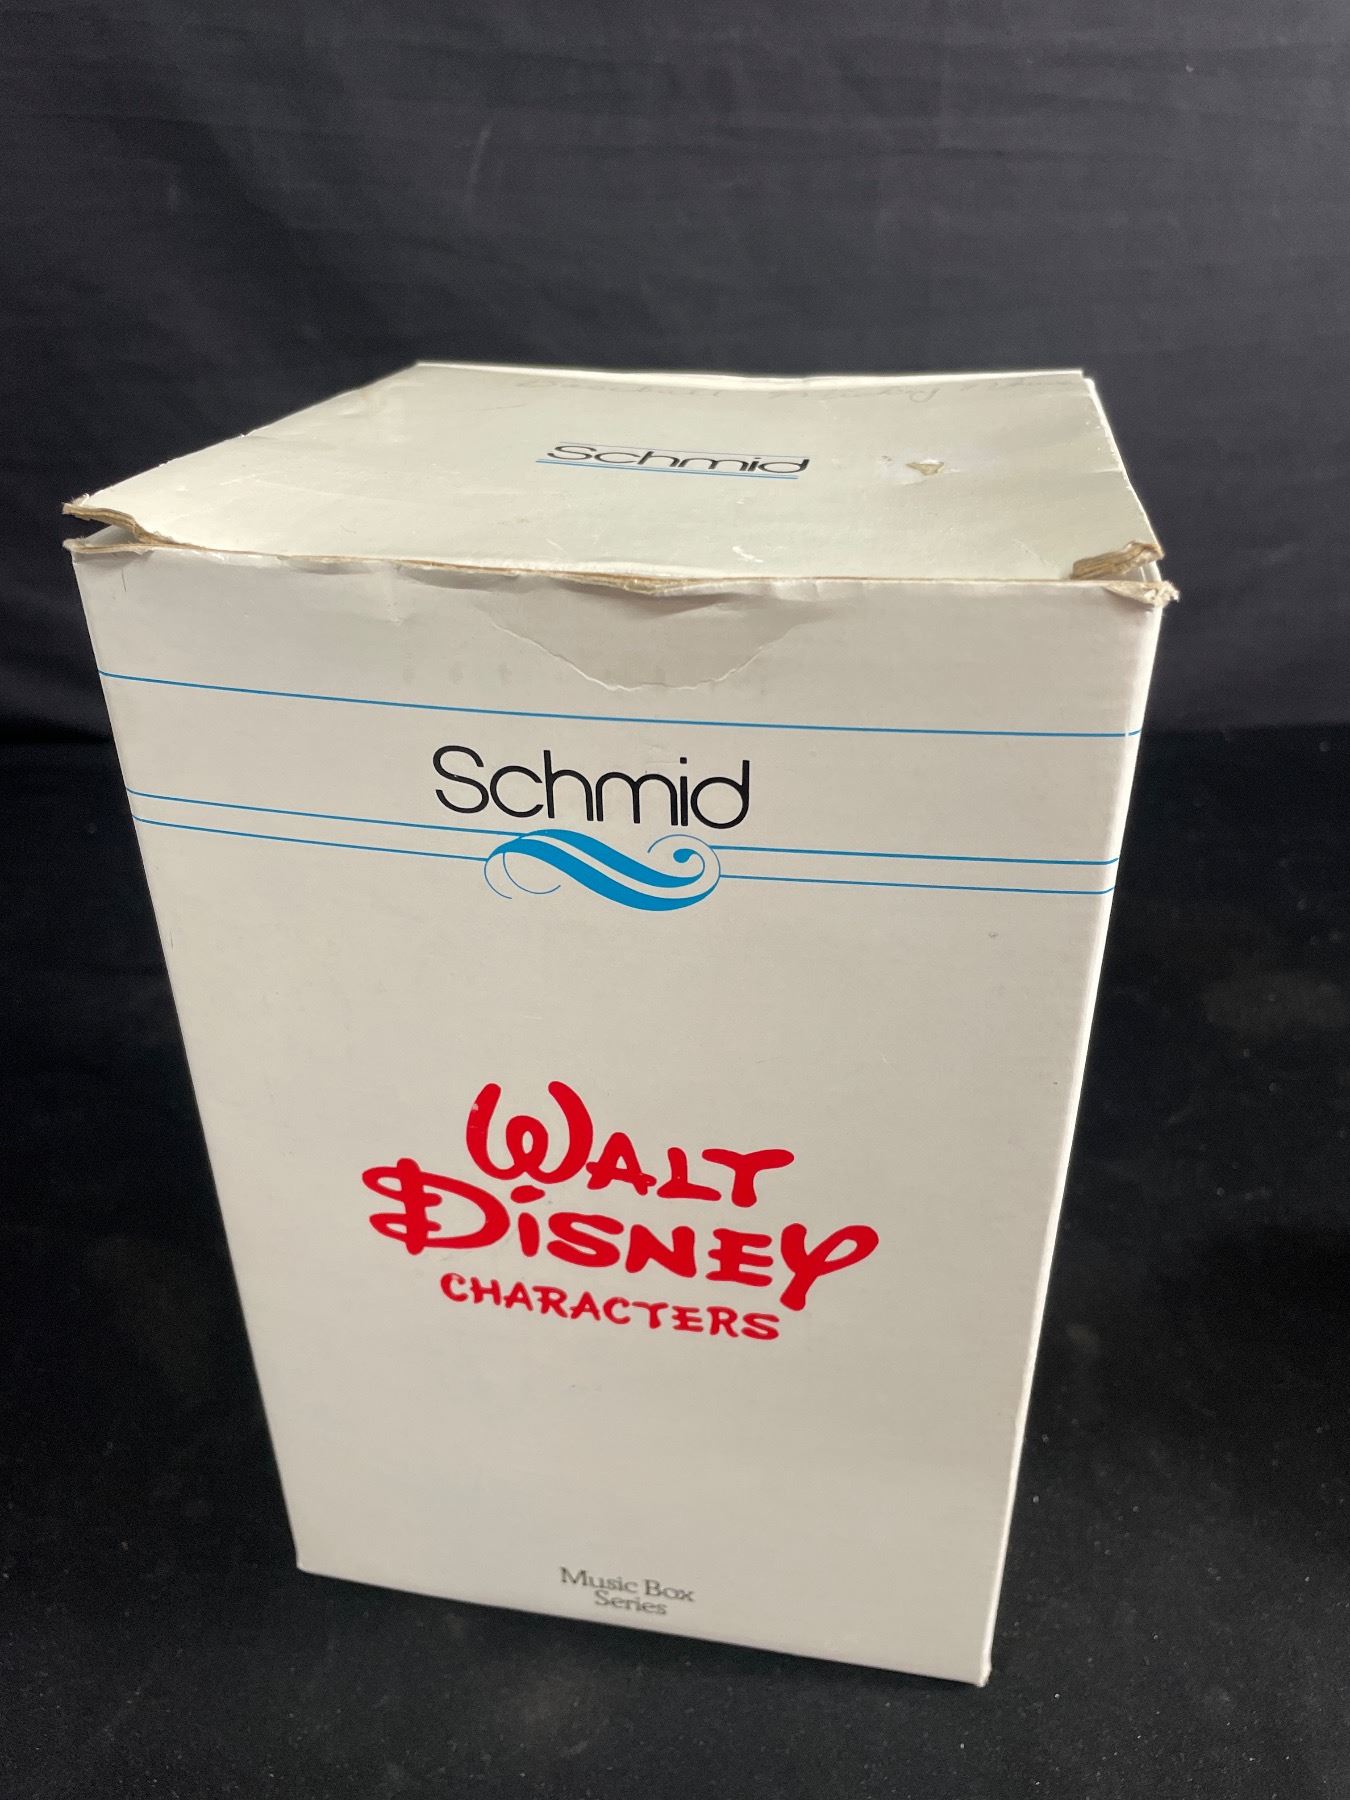 Schmid
Schmid
WALT
DISNEY
CHARACTERS
Music Box
Series